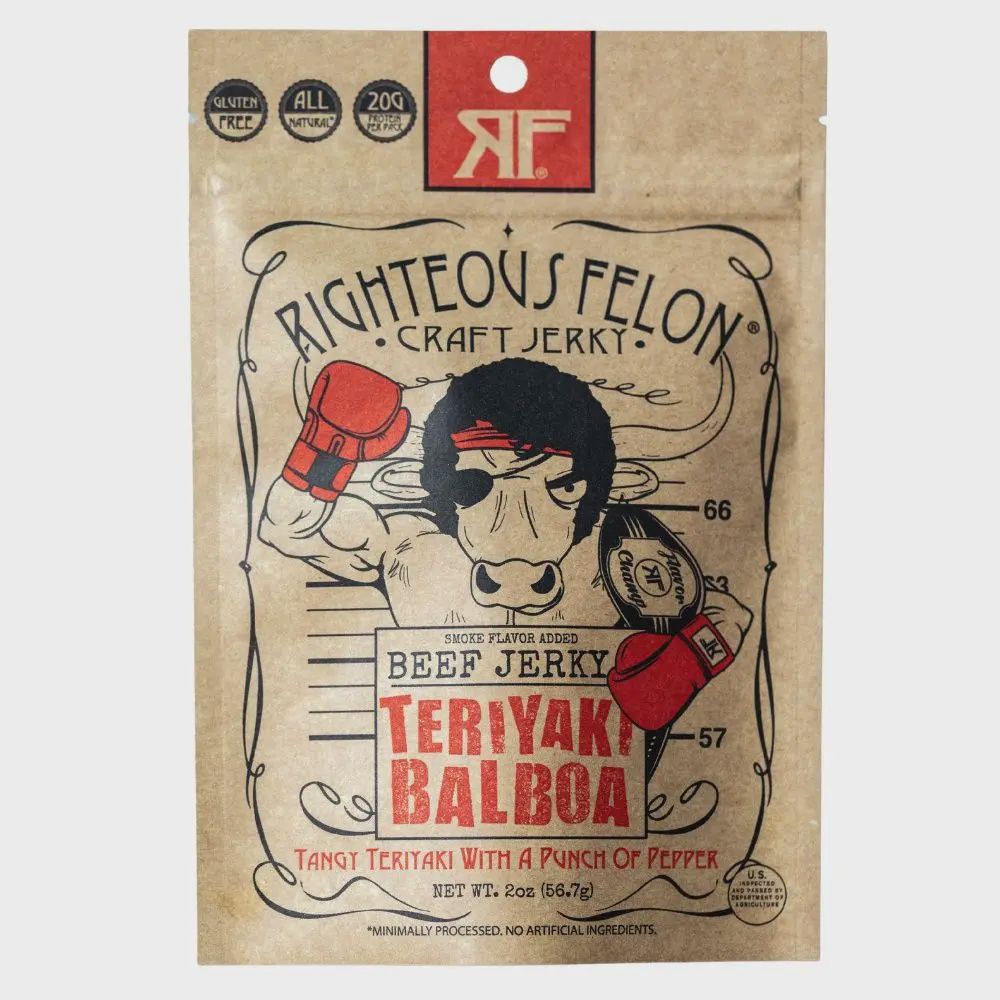 GLUTEN
FREE
ALL
NATURAL*
20G
PROTEIN
PER PACK
RF®
RIGHTEOUS FELON®
• CRAFT JERKY •
66
Flavor
RF
Champ
63
RF
SMOKE FLAVOR ADDED
BEEF JERKY
TERIYAKI
BALBOA
57
TANGY TERIYAKI WITH A PUNCH OF PEPPER
NET WT. 2oz (56.7g)
U.S.
INSPECTED
AND PASSED BY
DEPARTMENT OF
AGRICULTURE
*MINIMALLY PROCESSED. NO ARTIFICIAL INGREDIENTS.